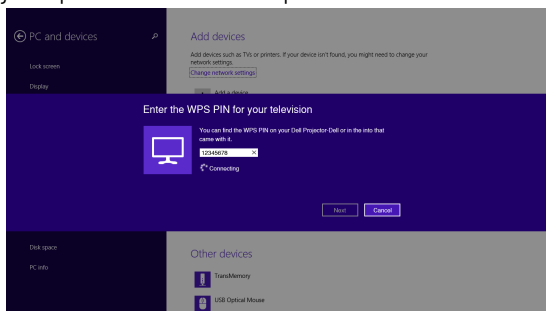 PC and devices
Lock screen
Display
Disk space
PC info
Add devices
Add devices such as TVs or printers. If your device isn't found, you might need to change your
network settings.
Change network settings
Add a device
Enter the WPS PIN for your television
You can find the WPS PIN on your Dell Projector-Dell or in the into that
came with it.
12345678
Connecting
Next
Cancel
Other devices
TransMemory
USB Optical Mouse